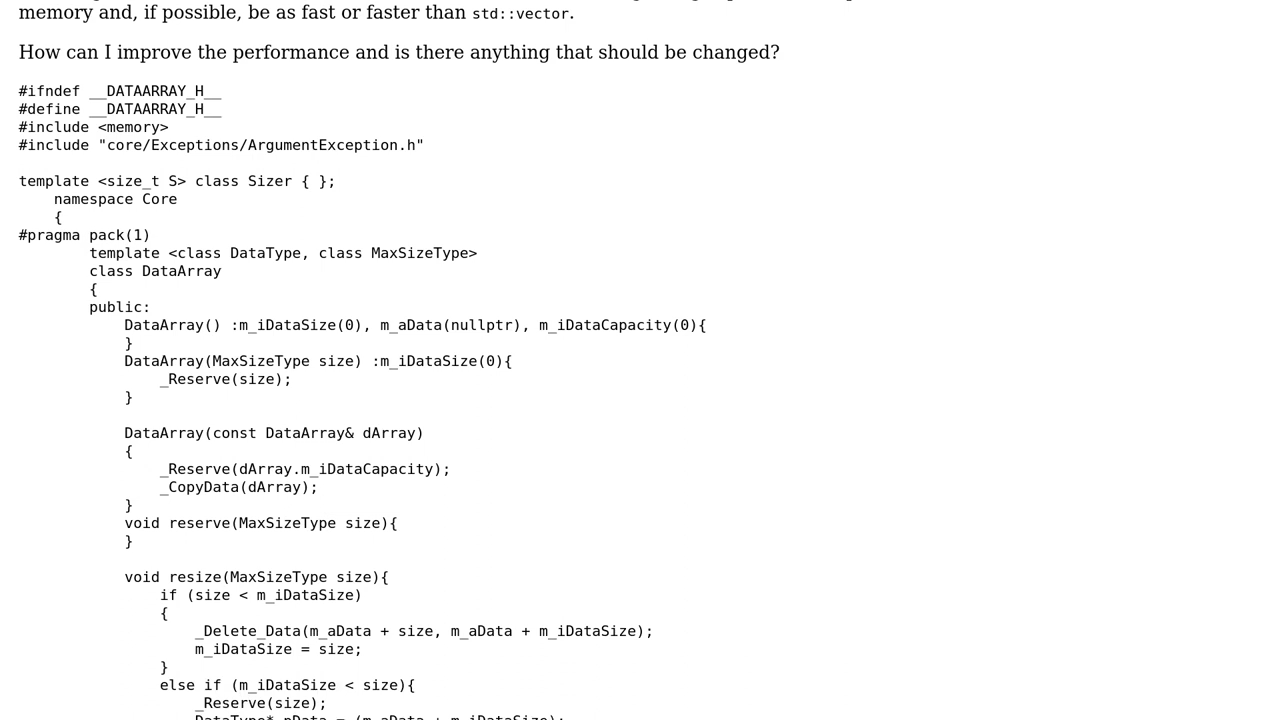 memory and, if possible, be as fast or faster than std::vector.
How can I improve the performance and is there anything that should be changed?
#ifndef __DATAARRAY_H__
#define __DATAARRAY_H__
#include <memory>
#include "core/Exceptions/ArgumentException.h"
template <size_t S> class Sizer { };
    namespace Core
    {
#pragma pack(1)
        template <class DataType, class MaxSizeType>
        class DataArray
        {
        public:
            DataArray() :m_iDataSize(0), m_aData(nullptr), m_iDataCapacity(0){
            }
            DataArray(MaxSizeType size) :m_iDataSize(0){
                _Reserve(size);
            }
            DataArray(const DataArray& dArray)
            {
                _Reserve(dArray.m_iDataCapacity);
                _CopyData(dArray);
            }
            void reserve(MaxSizeType size){
            }
            void resize(MaxSizeType size){
                if (size < m_iDataSize)
                {
                    _Delete_Data(m_aData + size, m_aData + m_iDataSize);
                    m_iDataSize = size;
                }
                else if (m_iDataSize < size){
                    _Reserve(size);
                    DataType* pData = (m_aData + m_iDataSize);